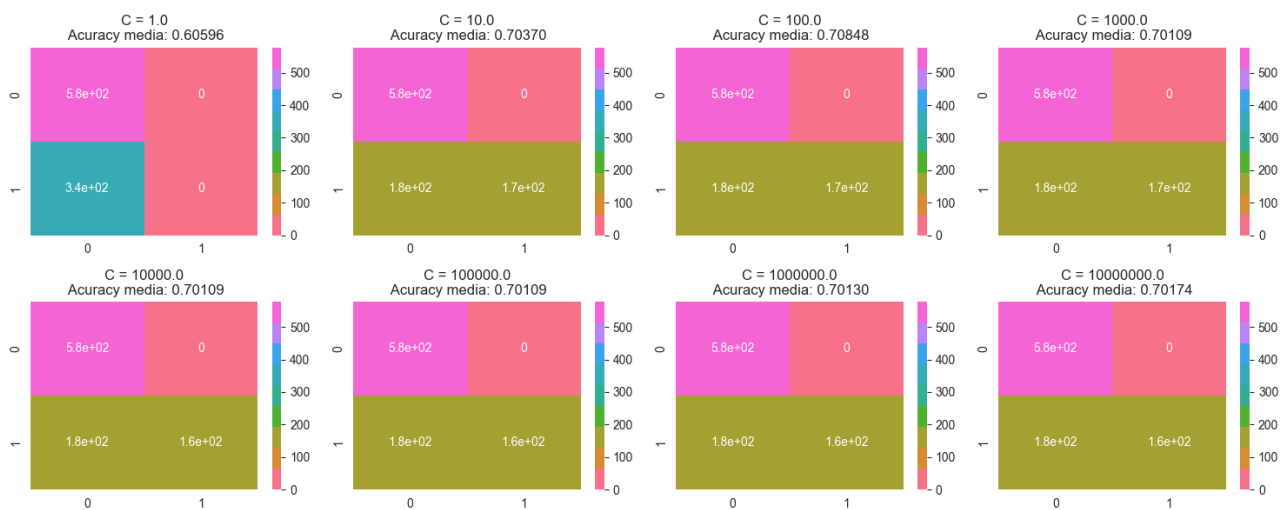 C = 1.0
Acuracy media: 0.60596
0
5.8e+02
0
1
3.4e+02
0
0
1
500
400
300
200
100
0
C = 10.0
Acuracy media: 0.70370
5.8e+02
0
1.8e+02
1.7e+02
0
1
500
400
300
200
100
0
C = 100.0
Acuracy media: 0.70848
0
5.8e+02
0
1
1.8e+02
1.7e+02
0
1
500
400
300
200
100
0
C = 1000.0
Acuracy media: 0.70109
0
5.8e+02
0
1
1.8e+02
1.7e+02
0
1
500
400
300
200
100
0
C = 10000.0
Acuracy media: 0.70109
0
5.8e+02
0
1
1.8e+02
1.6e+02
0
1
500
400
300
200
100
0
C = 100000.0
Acuracy media: 0.70109
0
5.8e+02
0
1
1.8e+02
1.6e+02
0
1
500
400
300
200
100
0
C = 1000000.0
Acuracy media: 0.70130
0
5.8e+02
0
1
1.8e+02
1.6e+02
0
1
500
400
300
200
100
0
C = 10000000.0
Acuracy media: 0.70174
0
5.8e+02
0
1
1.8e+02
1.6e+02
0
1
500
400
300
200
100
0